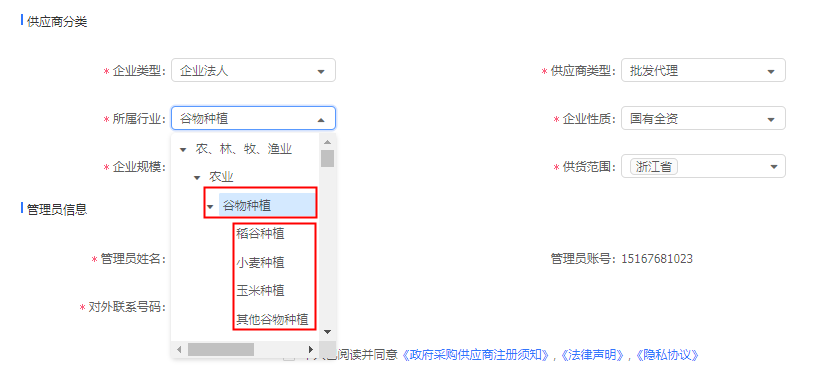 供应商分类
* 企业类型: 企业法人
* 供应商类型: 批发代理
* 所属行业: 谷物种植
* 企业性质: 国有全资
* 企业规模:
* 供货范围: 浙江省
农、林、牧、渔业
农业
谷物种植
稻谷种植
小麦种植
玉米种植
其他谷物种植
管理员信息
* 管理员姓名:
管理员账号: 15167681023
* 对外联系号码:
阅读并同意《政府采购供应商注册须知》,《法律声明》,《隐私协议》